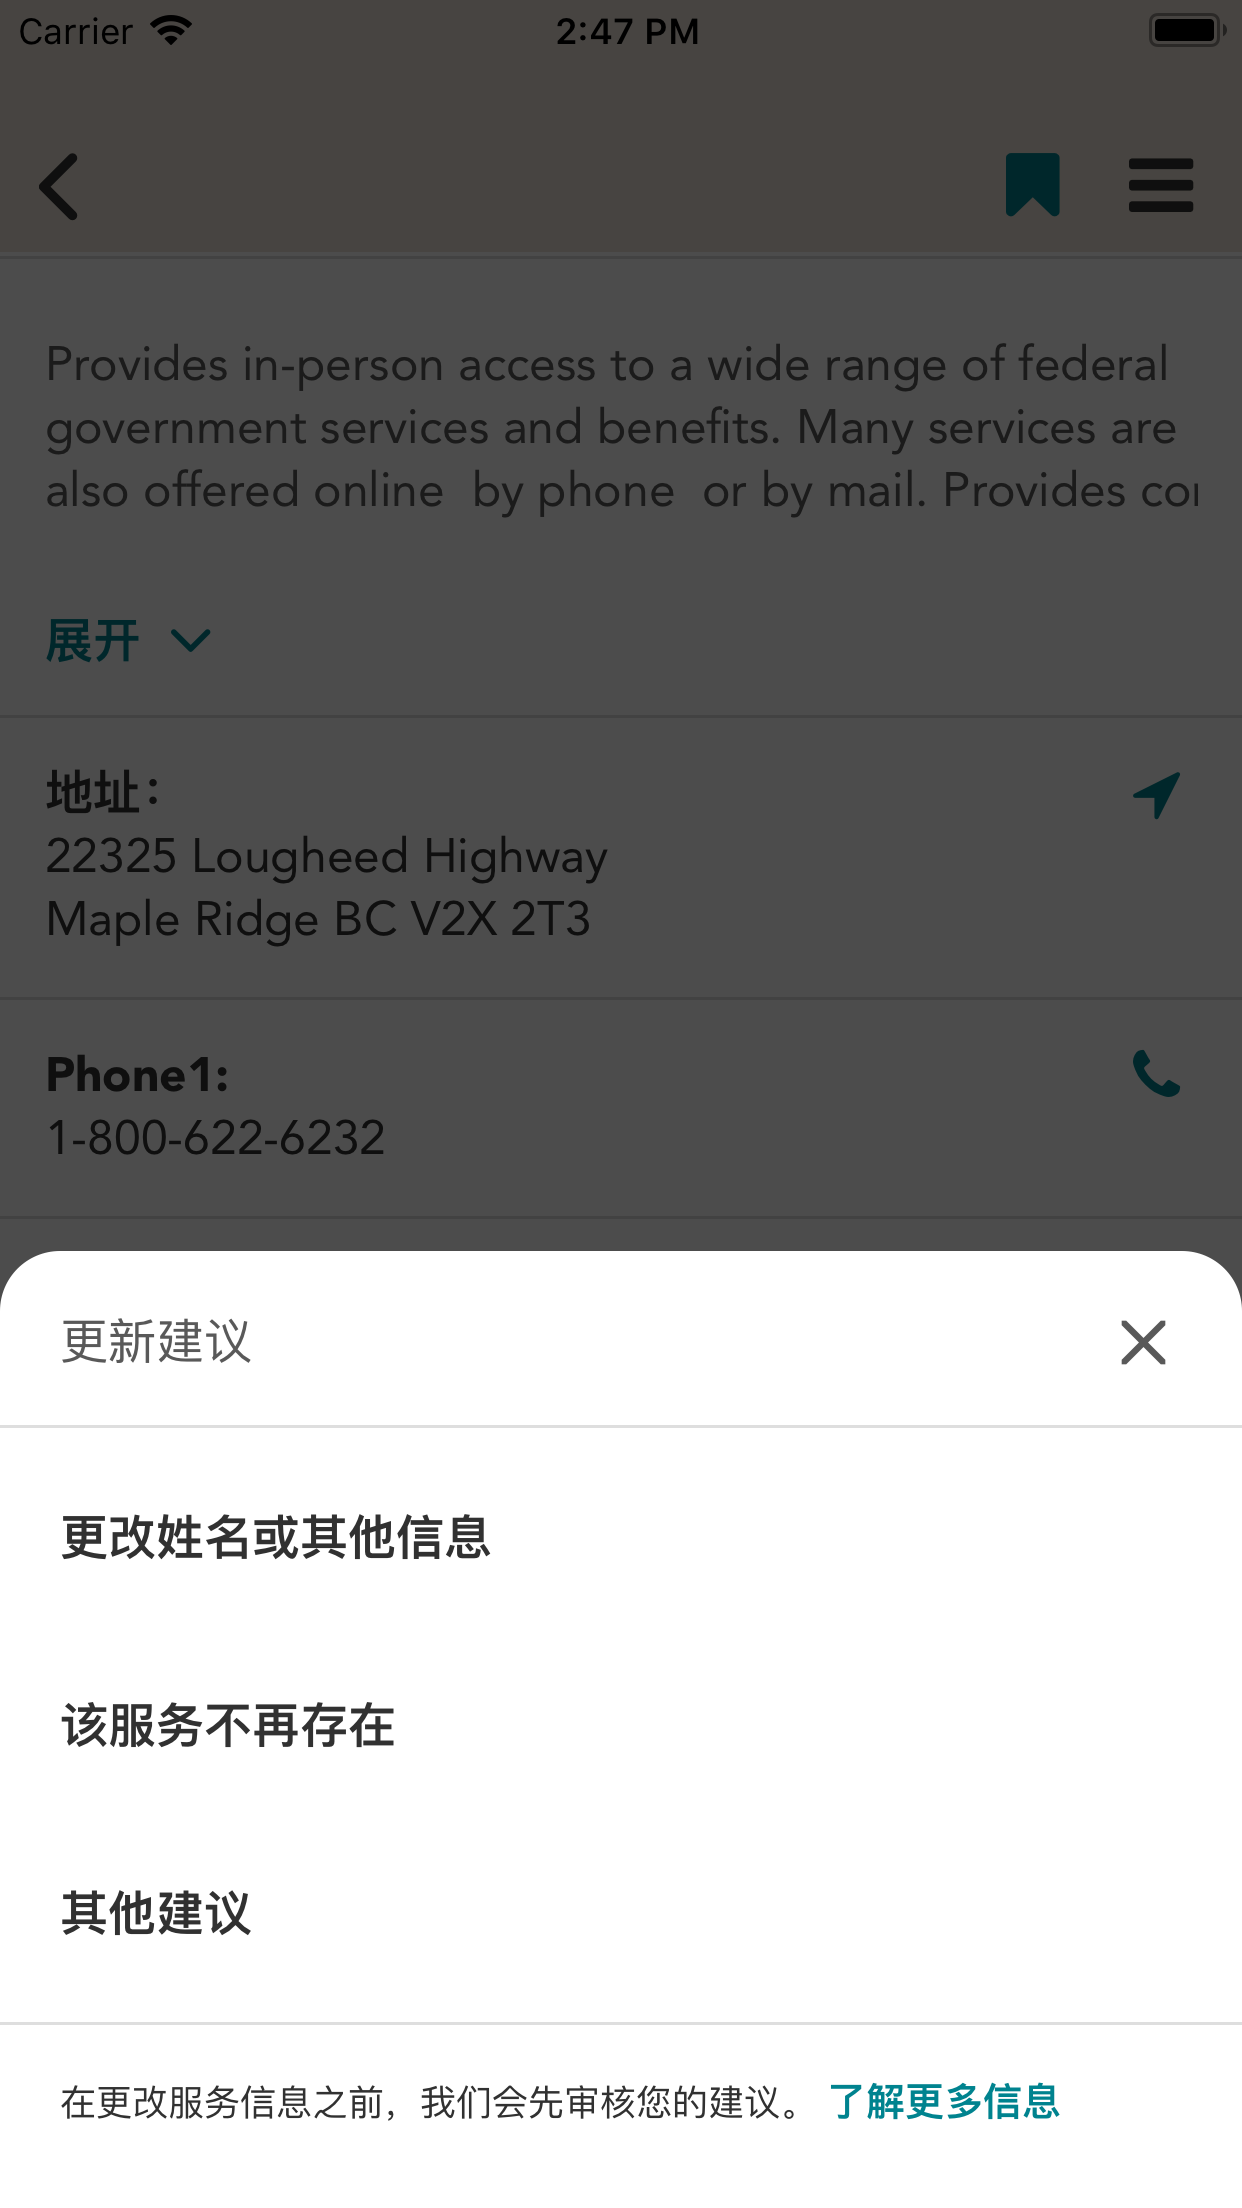 Carrier 2:47 PM
Provides in-person access to a wide range of federal
government services and benefits. Many services are
also offered online  by phone  or by mail. Provides
展开
地址：
22325 Lougheed Highway
Maple Ridge BC V2X 2T3
Phone1:
1-800-622-6232
更新建议
更改姓名或其他信息
该服务不再存在
其他建议
在更改服务信息之前，我们会先审核您的建议。 了解更多信息